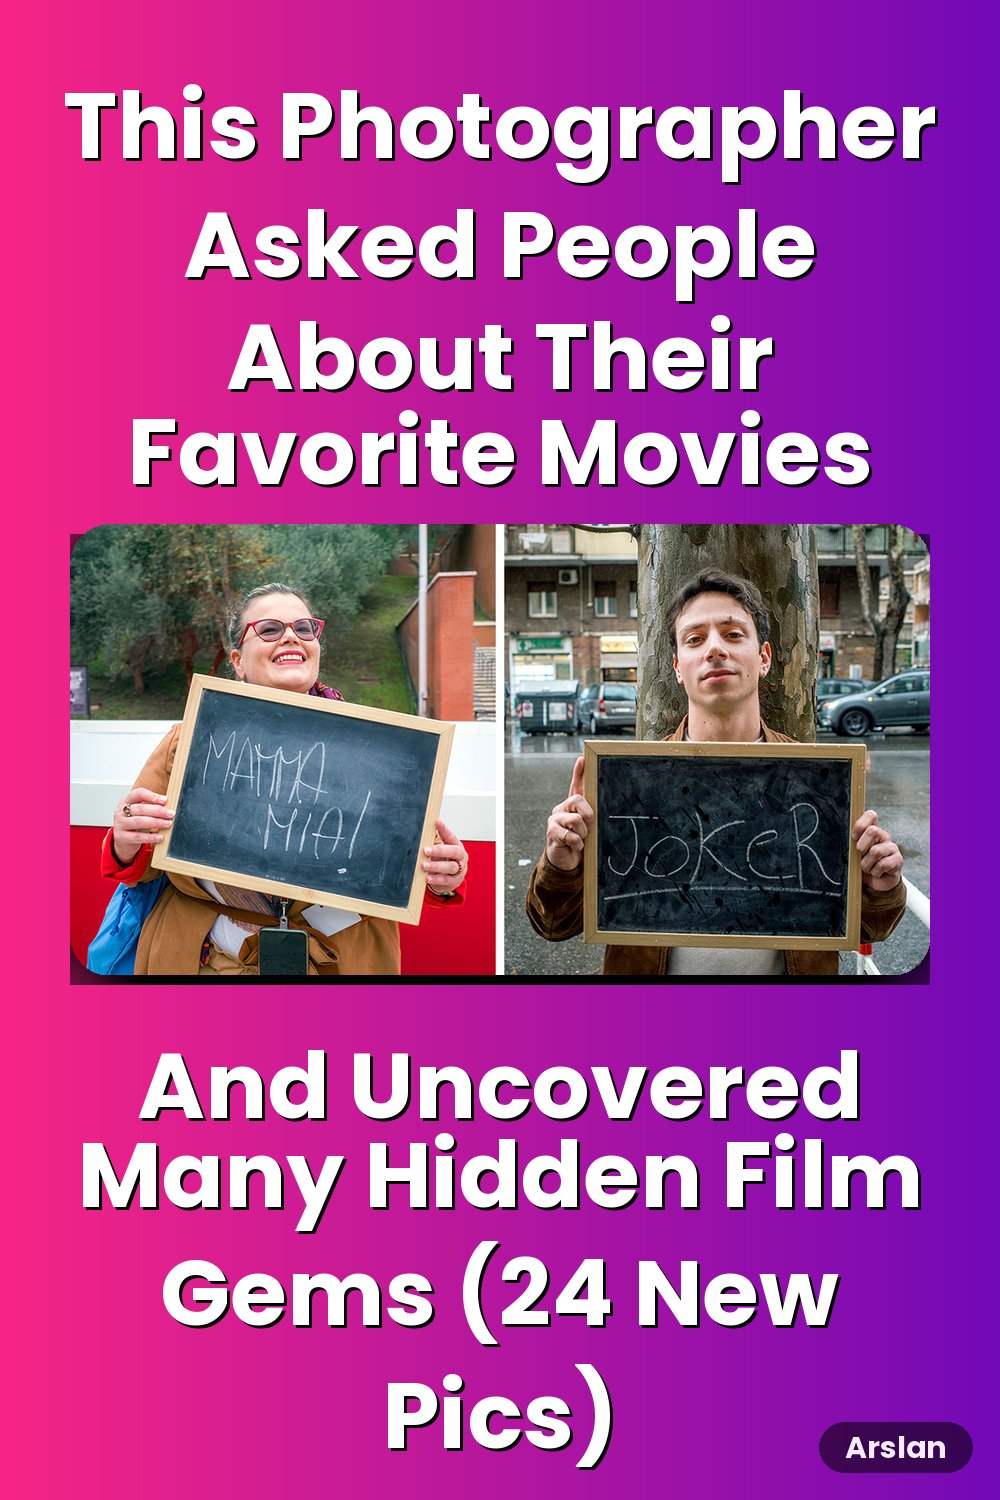 This Photographer
Asked People
About Their
Favorite Movies
MAMMA
MIA!
JOKER
And Uncovered
Many Hidden Film
Gems (24 New
Pics)
Arslan